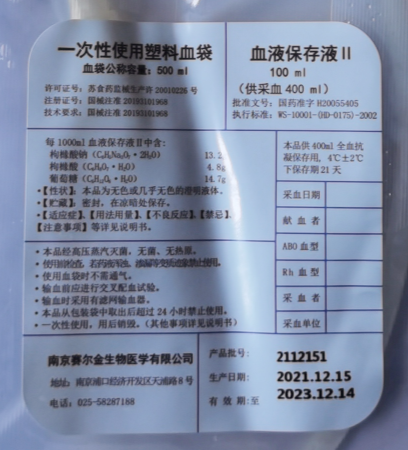 一次性使用塑料血袋
血袋公称容量：500 ml
许可证号：苏食药监械生产许 20010226 号
注册证号：国械注准 20193101968
技术要求：国械注准 20193101968
血液保存液II
100 ml
（供采血 400 ml）
批准文号：国药准字 H20055405
执行标准：WS-10001-(HD-0175)-2002
每 1000ml 血液保存液II中含：
枸橼酸钠（C₆H₅Na₃O₇・2H₂O） 13.2
枸橼酸（C₆H₈O₇・H₂O） 4.8g
葡萄糖（C₆H₁₂O₆・H₂O） 14.7g
・【性状】：本品为无色或几乎无色的澄明液体。
・【贮藏】：密封，在凉暗处保存。
・【适应症】、【用法用量】、【不良反应】、【禁忌】、
【注意事项】等详见说明书。
本品供 400ml 全血抗
凝保存用，4℃±2℃
下保存期 21 天
采血日期
献 血 者
ABO 血型
Rh 血型
采 血 者
采血单位
・本品经高压蒸汽灭菌，无菌、无热原。
・使用前检查，
・使用血袋时不需通气。
・输血前应进行交叉配血试验。
・输血时采用有滤网输血器。
・本品从包装袋中取出后超过 24 小时禁止使用。
・一次性使用，用后销毁。（其他事项详见说明书）
南京赛尔金生物医学有限公司
地址：南京浦口经济开发区天浦路 8 号
电话：025-58287188
产品批号： 2112151
生产日期： 2021.12.15
有 效 期:至 2023.12.14